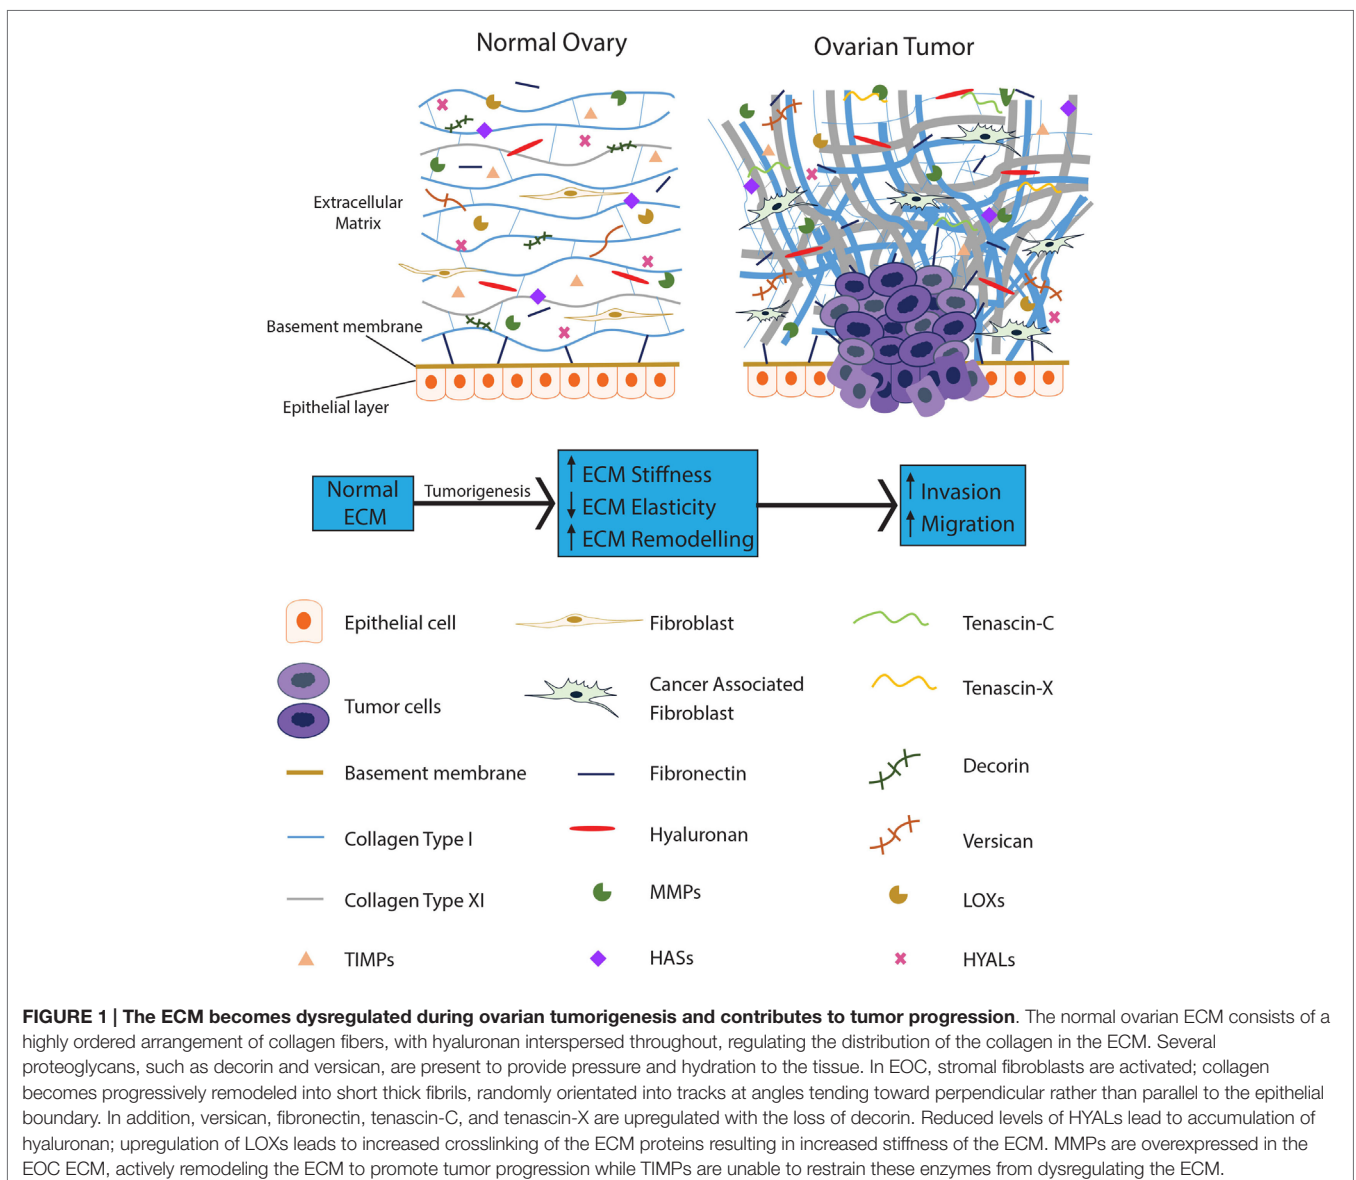 Normal Ovary
Ovarian Tumor
Extracellular
Matrix
Basement membrane
Epithelial layer
Normal
ECM
Tumorigenesis
ECM Stiffness
ECM Elasticity
ECM Remodelling
Invasion
Migration
Epithelial cell
Fibroblast
Tenascin-C
Tumor cells
Cancer Associated
Fibroblast
Tenascin-X
Basement membrane
Fibronectin
Decorin
Collagen Type I
Hyaluronan
Versican
Collagen Type XI
MMPs
LOXs
TIMPs
HASs
HYALs
FIGURE 1 | The ECM becomes dysregulated during ovarian tumorigenesis and contributes to tumor progression. The normal ovarian ECM consists of a
highly ordered arrangement of collagen fibers, with hyaluronan interspersed throughout, regulating the distribution of the collagen in the ECM. Several
proteoglycans, such as decorin and versican, are present to provide pressure and hydration to the tissue. In EOC, stromal fibroblasts are activated; collagen
becomes progressively remodeled into short thick fibrils, randomly orientated into tracks at angles tending toward perpendicular rather than parallel to the epithelial
boundary. In addition, versican, fibronectin, tenascin-C, and tenascin-X are upregulated with the loss of decorin. Reduced levels of HYALs lead to accumulation of
hyaluronan; upregulation of LOXs leads to increased crosslinking of the ECM proteins resulting in increased stiffness of the ECM. MMPs are overexpressed in the
EOC ECM, actively remodeling the ECM to promote tumor progression while TIMPs are unable to restrain these enzymes from dysregulating the ECM.